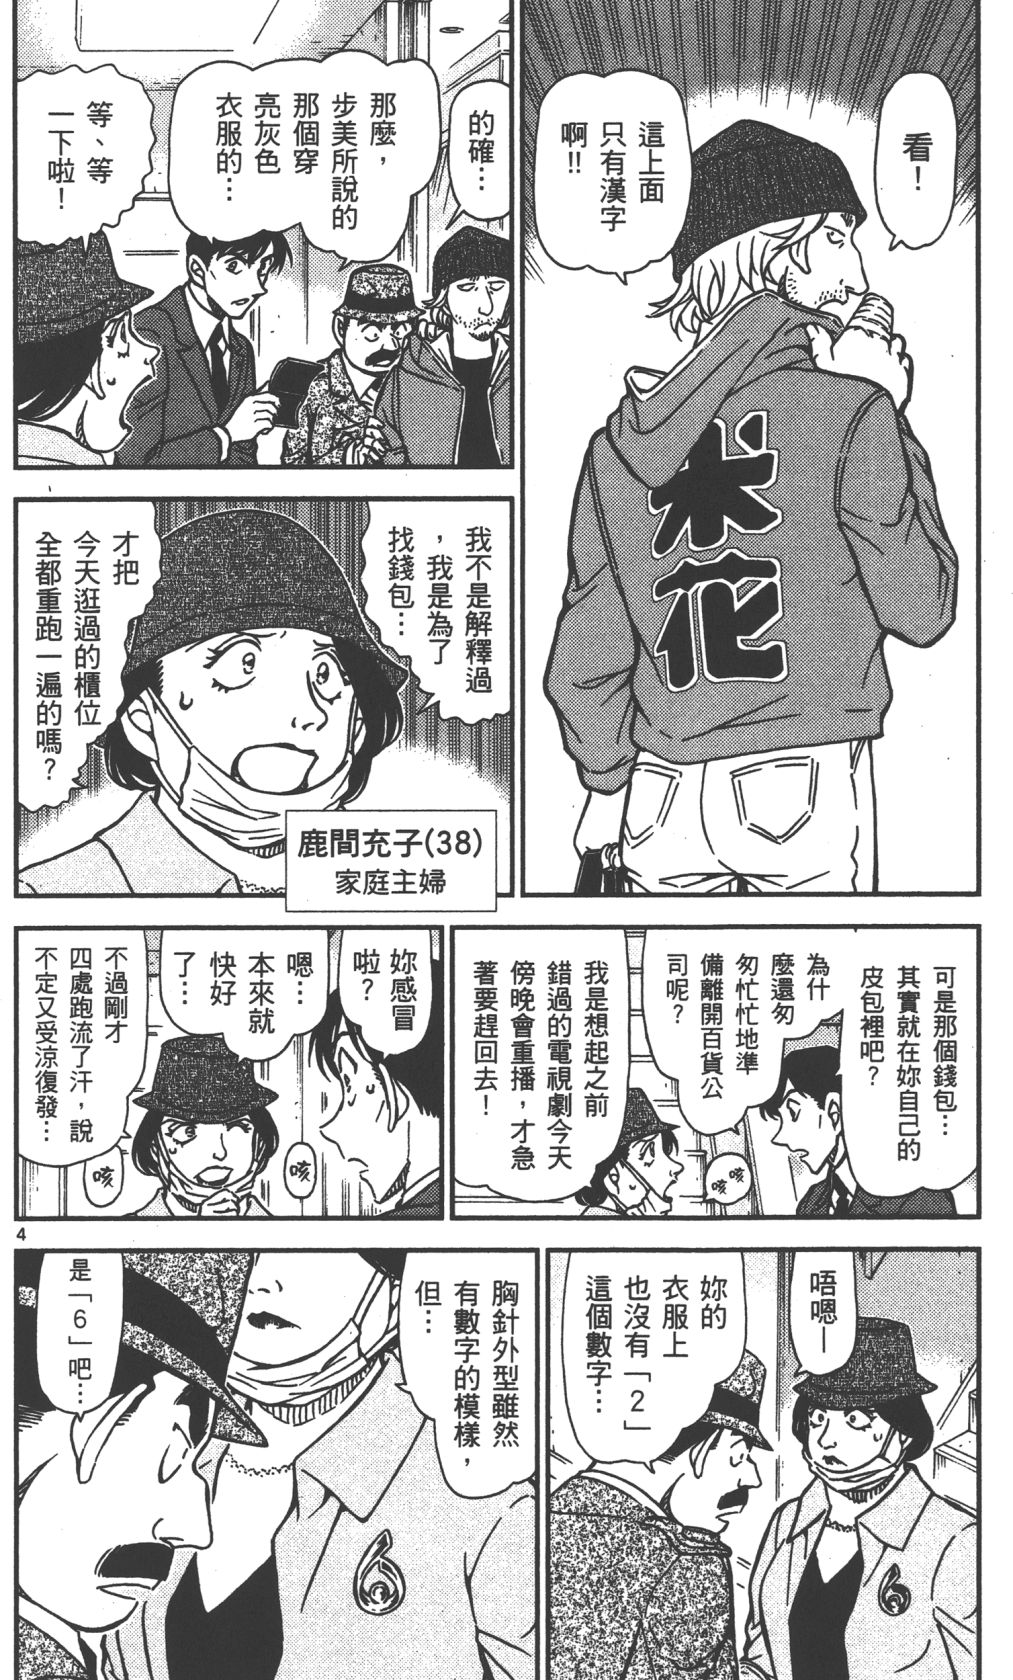 看！
這上面
只有漢字
啊!!
米花
的確…
那麼，
步美所說的
那個穿
亮灰色
衣服的…
等、等
一下啦！
我不是解釋過
，我是為了
找錢包…
才把
今天逛過的櫃位
全都重跑一遍的嗎？
鹿間充子(38)
家庭主婦
可是那個錢包…
其實就在妳自己的
皮包裡吧？
為什
麼還匆
匆忙忙地準
備離開百貨公
司呢？
我是想起之前
錯過的電視劇今天
傍晚會重播，才急
著要趕回去！
咳
咳
妳感冒
啦？
嗯…
本來就
快好
了…
不過剛才
四處跑流了汗，說
不定又受涼復發…
咳
咳
4
唔嗯—
妳的
衣服上
也沒有「2」
這個數字…
胸針外型雖然
有數字的模樣，
但…
是「6」吧…